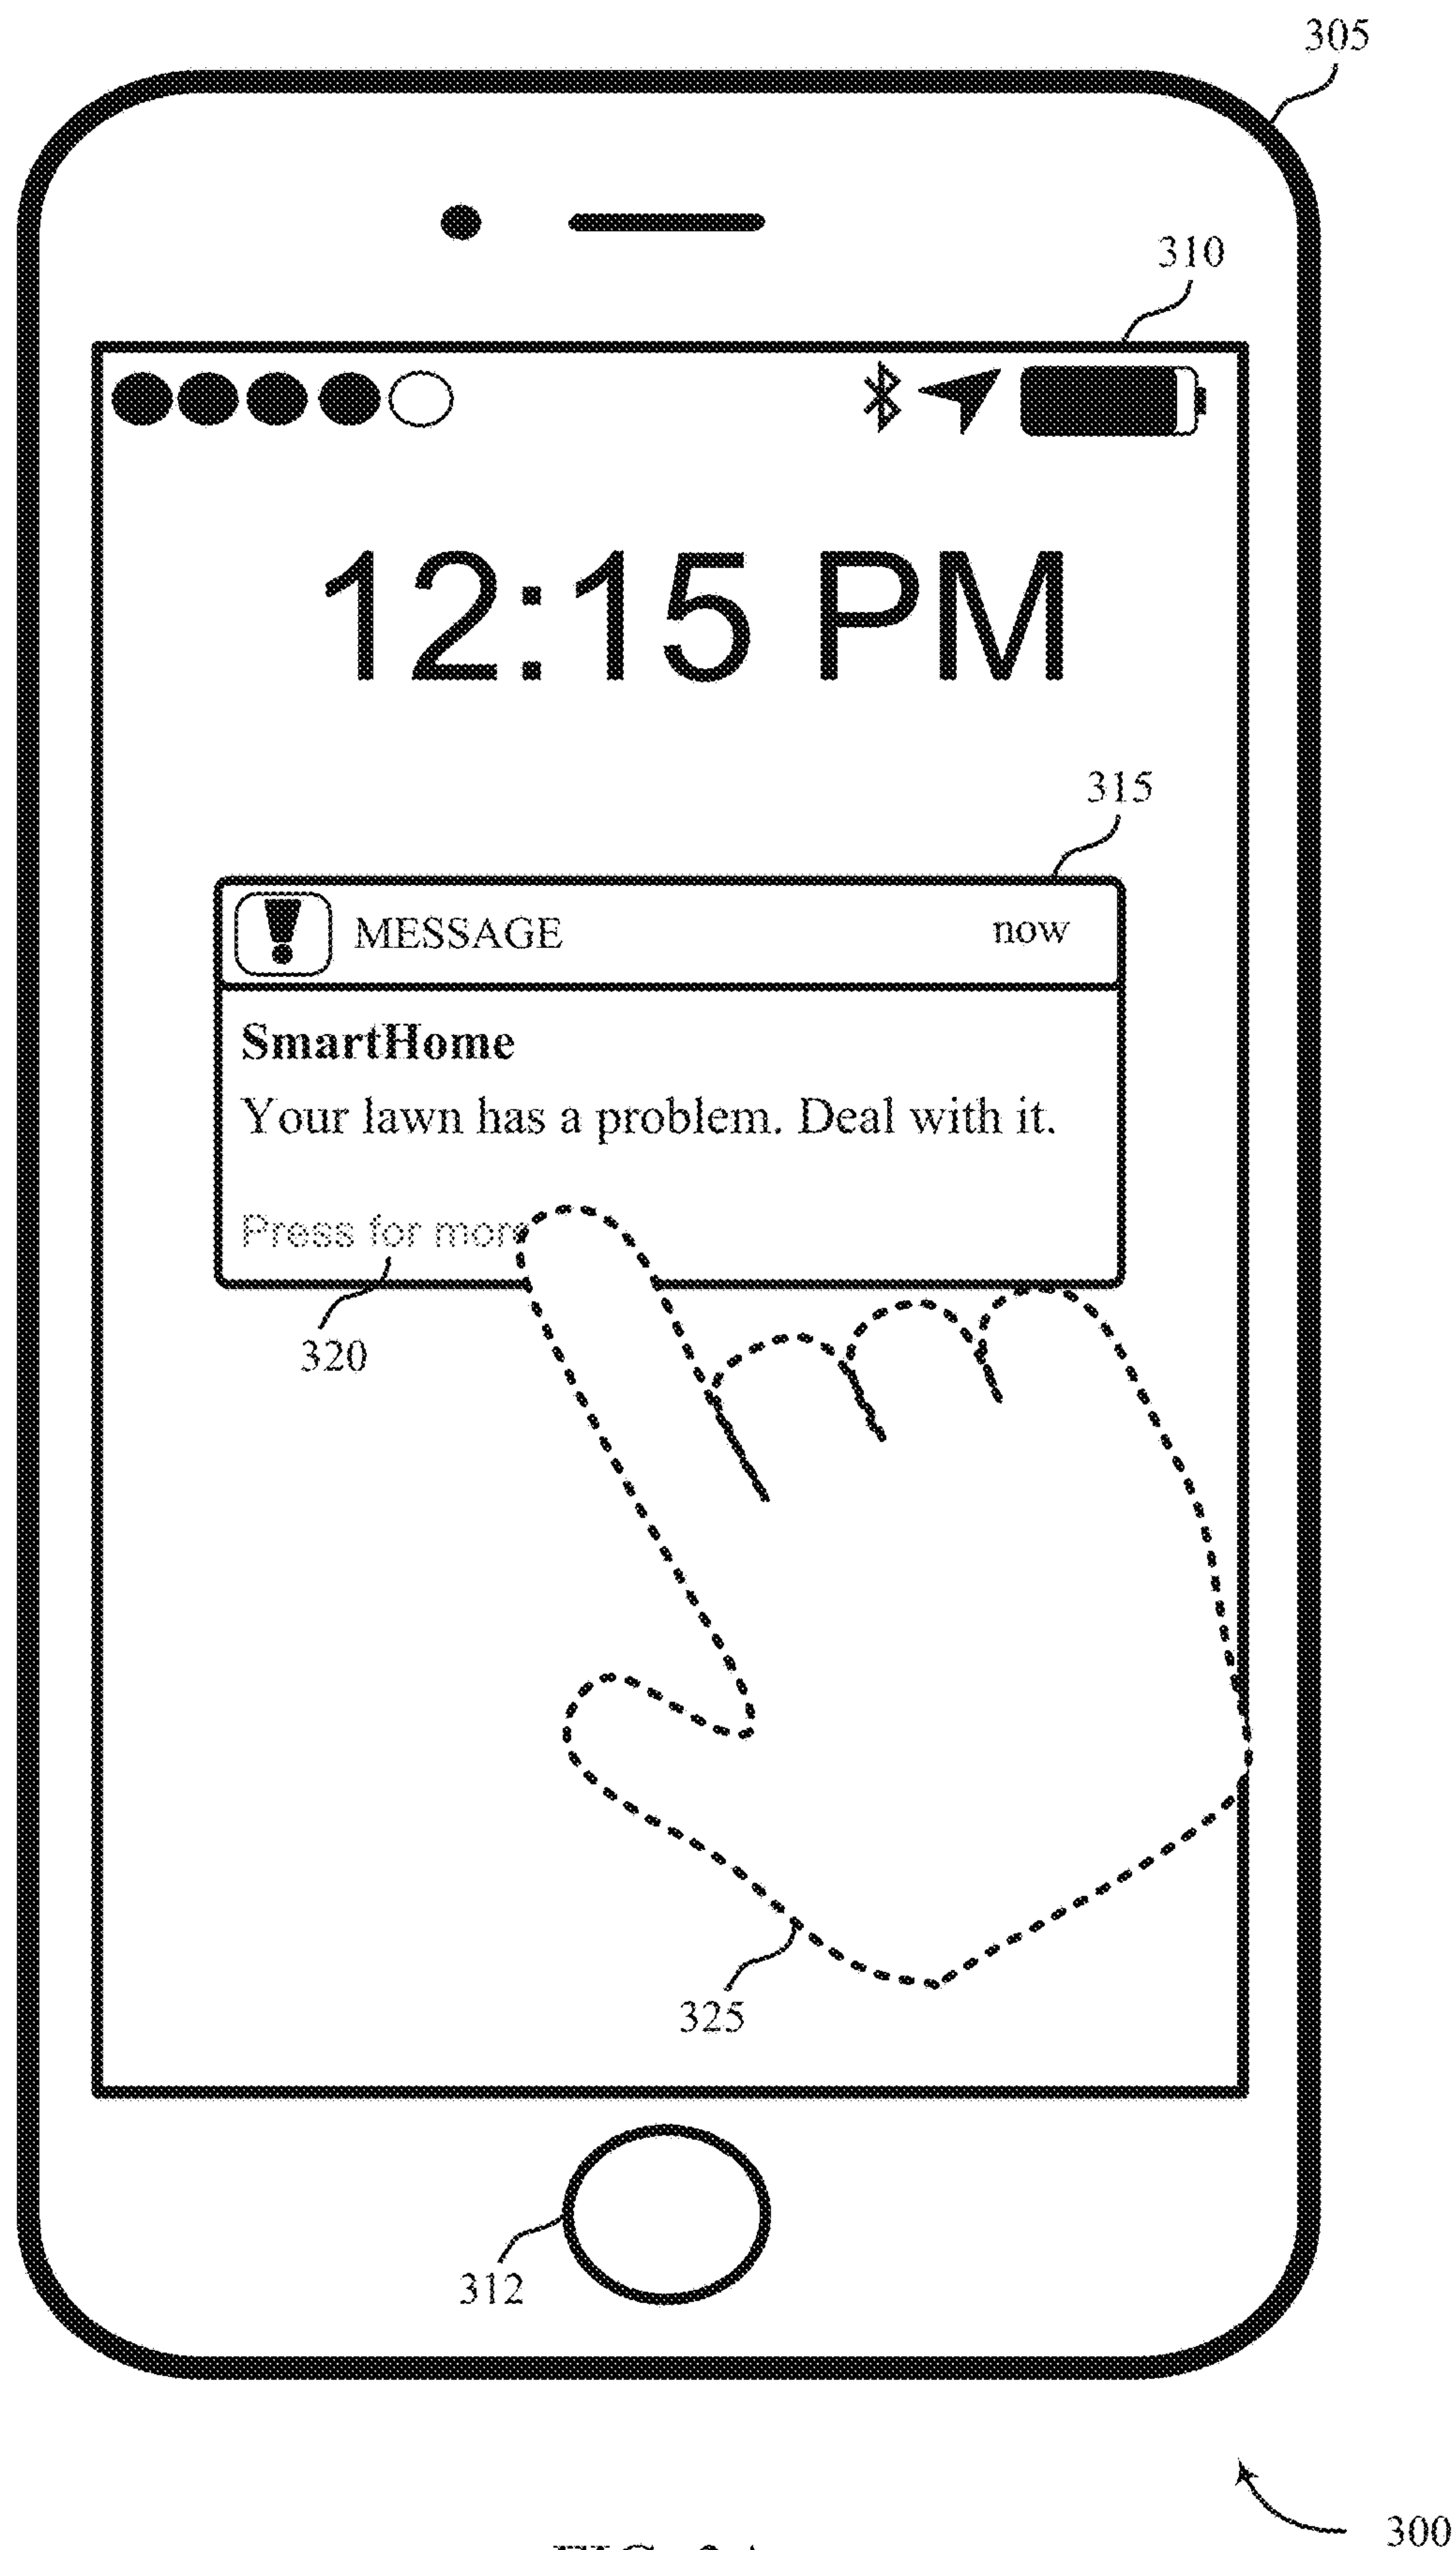 305
310
12:15 PM
315
MESSAGE now
SmartHome
Your lawn has a problem. Deal with it.
Press for more
320
325
312
300